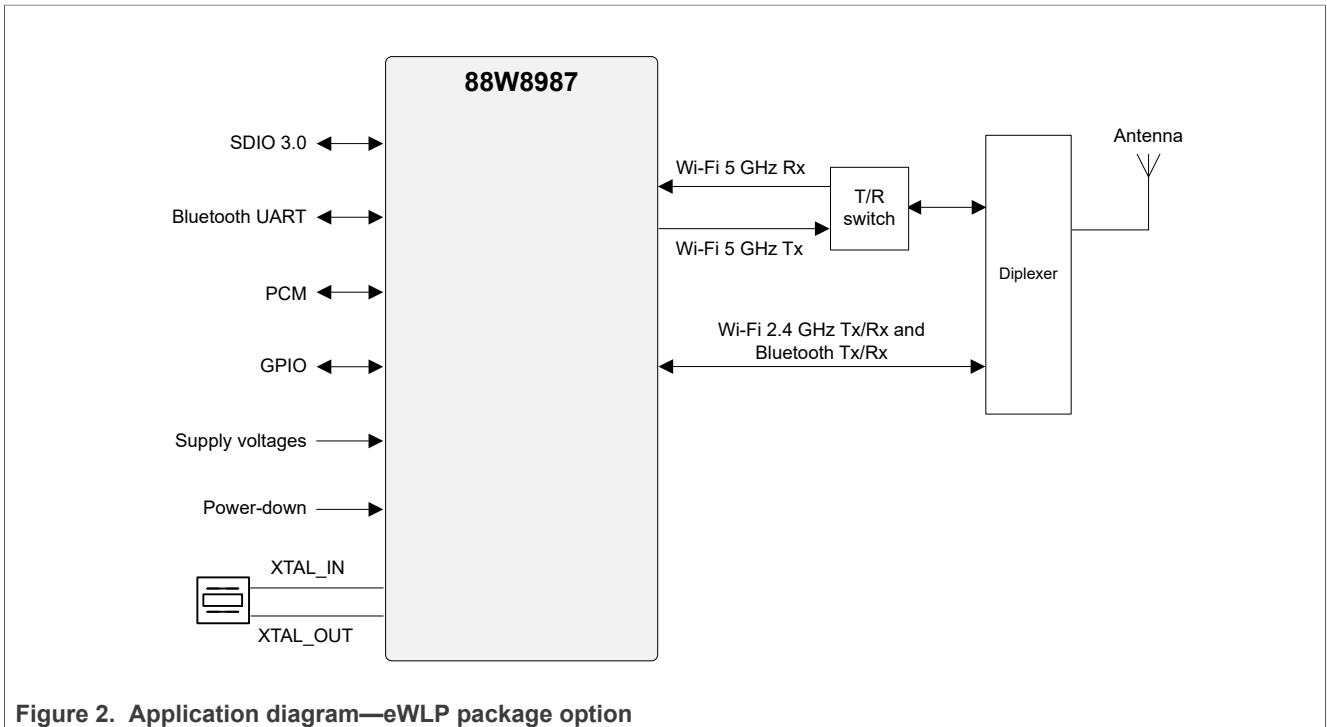 88W8987
SDIO 3.0
Bluetooth UART
PCM
GPIO
Supply voltages
Power-down
XTAL_IN
XTAL_OUT
Wi-Fi 5 GHz Rx
Wi-Fi 5 GHz Tx
T/R
switch
Wi-Fi 2.4 GHz Tx/Rx and
Bluetooth Tx/Rx
Diplexer
Antenna
Figure 2. Application diagram—eWLP package option